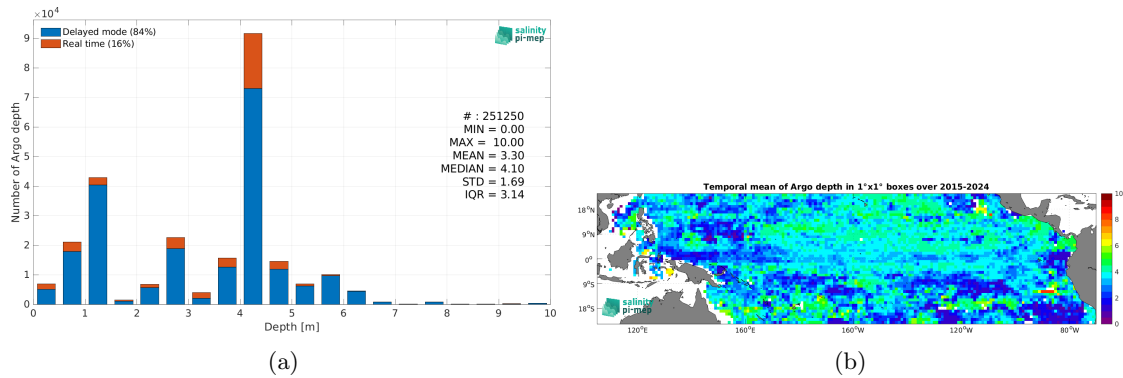 ×10⁴
Delayed mode (84%)
Real time (16%)
salinity
pi-mep
9
8
7
6
5
4
3
2
1
0
Number of Argo depth
# : 251250
MIN = 0.00
MAX = 10.00
MEAN = 3.30
MEDIAN = 4.10
STD = 1.69
IQR = 3.14
0 1 2 3 4 5 6 7 8 9 10
Depth [m]
(a)
Temporal mean of Argo depth in 1°x1° boxes over 2015-2024
18°N
9°N
0°
9°S
18°S
salinity
pi-mep
120°E 160°E 160°W 120°W 80°W
10
8
6
4
2
0
(b)